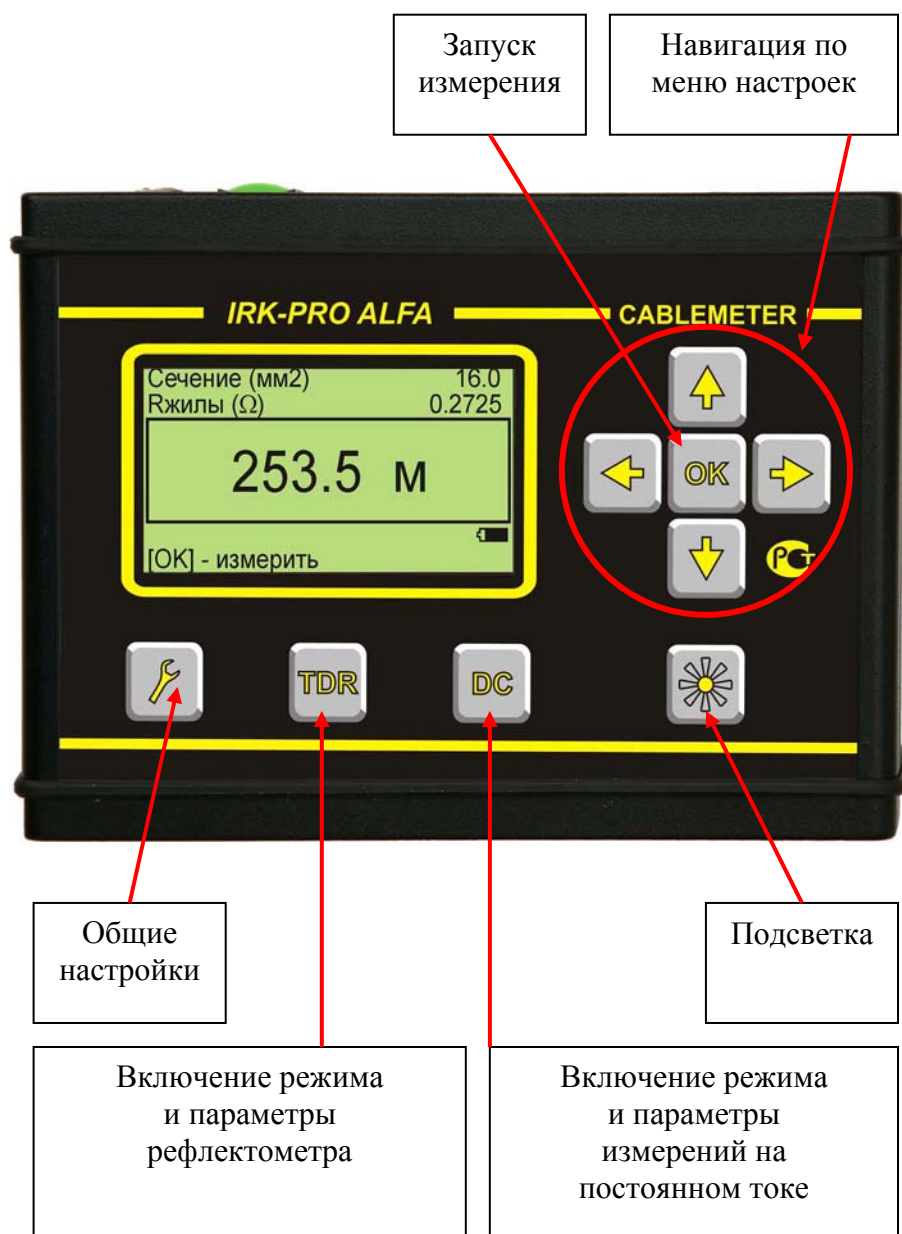 Запуск
измерения
Навигация по
меню настроек
IRK-PRO ALFA
CABLEMETER
Сечение (мм2) 16.0
Rжилы (Ω) 0.2725
253.5 м
[OK] - измерить
OK
РСТ
TDR
DC
Общие
настройки
Подсветка
Включение режима
и параметры
рефлектометра
Включение режима
и параметры
измерений на
постоянном токе